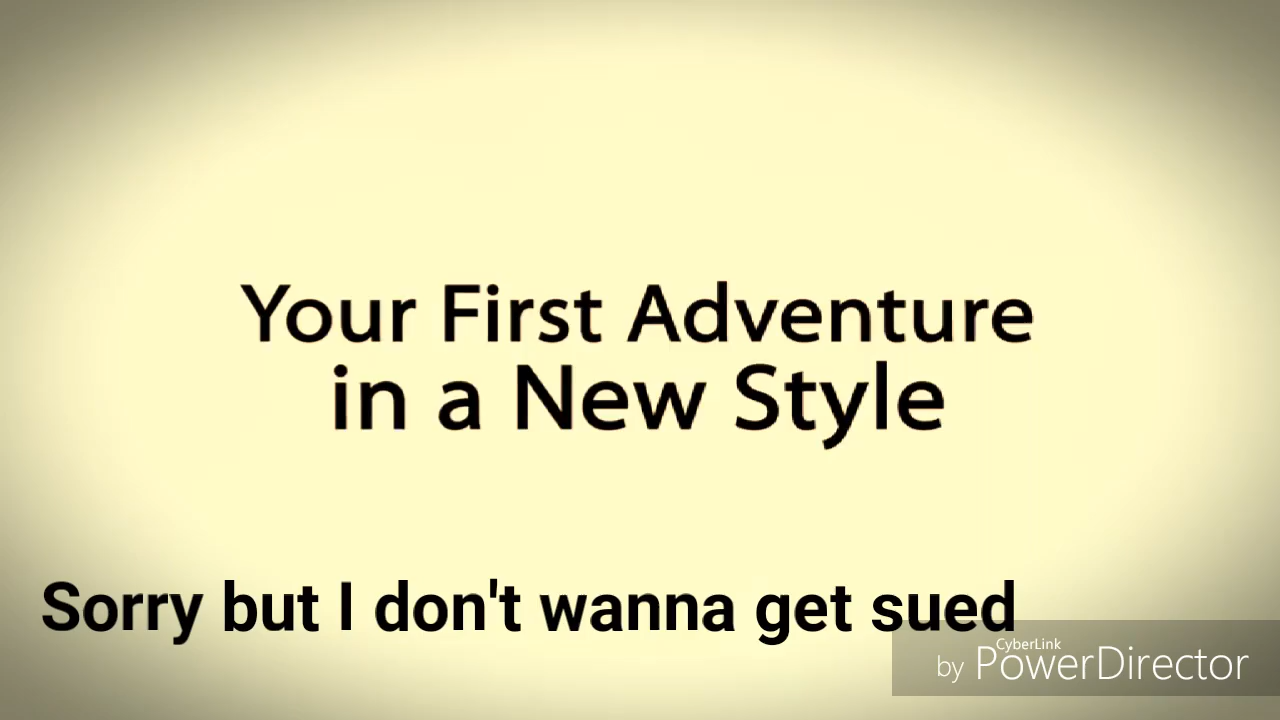 Your First Adventure
in a New Style
Sorry but I don't wanna get sued
CyberLink
by PowerDirector